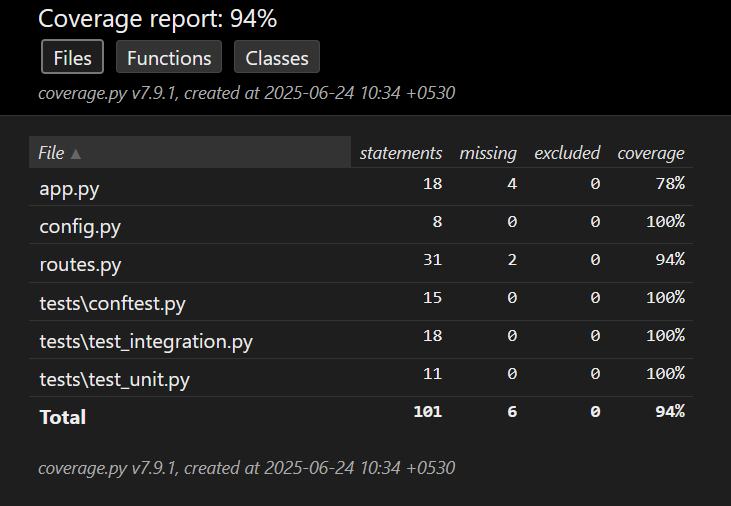 Coverage report: 94%
Files Functions Classes
coverage.py v7.9.1, created at 2025-06-24 10:34 +0530
File ▲ statements missing excluded coverage
app.py 18 4 0 78%
config.py 8 0 0 100%
routes.py 31 2 0 94%
tests\conftest.py 15 0 0 100%
tests\test_integration.py 18 0 0 100%
tests\test_unit.py 11 0 0 100%
Total 101 6 0 94%
coverage.py v7.9.1, created at 2025-06-24 10:34 +0530